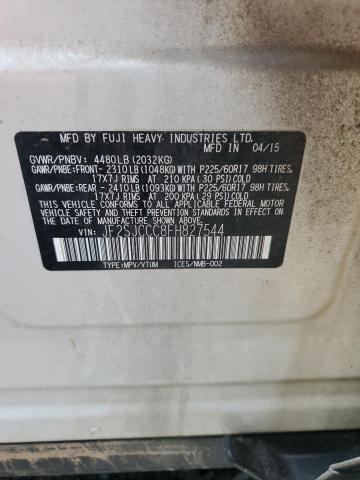 MFD BY FUJI HEAVY INDUSTRIES LTD.
MFD IN 04/15
GVWR/PNBV: 4480LB(2032KG)
GAWR/PNBE:FRONT- 2310LB(1048KG)WITH P225/60R17 98H TIRES,
17X7J RIMS AT 210 KPA(30 PSI)COLD
GAWR/PNBE:REAR - 2410LB(1093KG)WITH P225/60R17 98H TIRES,
17X7J RIMS AT 200 KPA(29 PSI)COLD
THIS VEHICLE CONFORMS TO ALL APPLICABLE FEDERAL MOTOR
VEHICLE SAFETY STANDARDS IN EFFECT ON THE
DATE OF MANUFACTURE SHOWN ABOVE.
VIN: JF2SJCCC8FH827544
TYPE:MPV/VTUM ICES/NMB-002